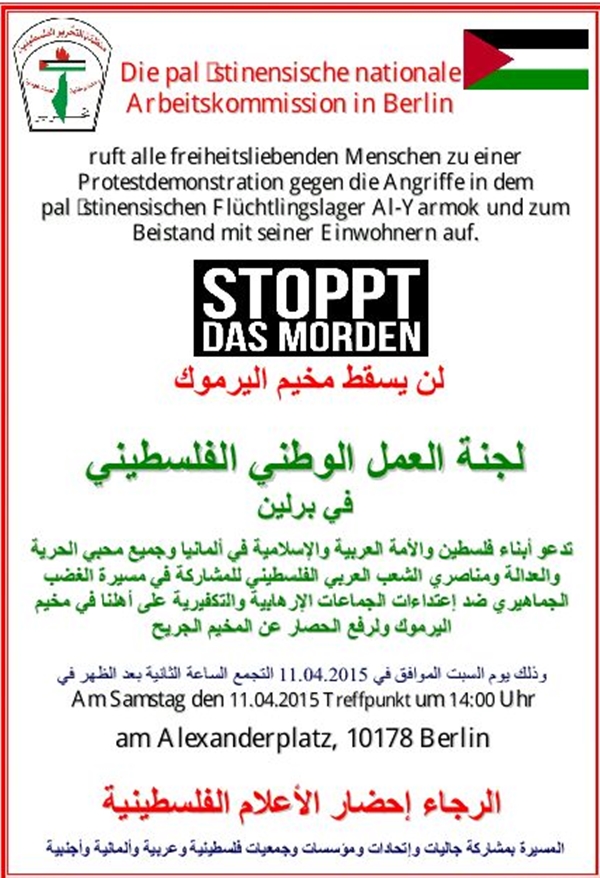 منظمة التحرير الفلسطينية
Die pal stinensische nationale
Arbeitskommission in Berlin
ruft alle freiheitsliebenden Menschen zu einer
Protestdemonstration gegen die Angriffe in dem
pal stinensischen Flüchtlingslager Al-Yarmok und zum
Beistand mit seiner Einwohnern auf.
STOPPT
DAS MORDEN
لن يسقط مخيم اليرموك
لجنة العمل الوطني الفلسطيني
في برلين
تدعو أبناء فلسطين والأمة العربية والإسلامية في ألمانيا وجميع محبي الحرية
والعدالة ومناصري الشعب العربي الفلسطيني للمشاركة في مسيرة الغضب
الجماهيري ضد إعتداءات الجماعات الإرهابية والتكفيرية على أهلنا في مخيم
اليرموك ولرفع الحصار عن المخيم الجريح
وذلك يوم السبت الموافق في 11.04.2015 التجمع الساعة الثانية بعد الظهر في
Am Samstag den 11.04.2015 Treffpunkt um 14:00 Uhr
am Alexanderplatz, 10178 Berlin
الرجاء إحضار الأعلام الفلسطينية
المسيرة بمشاركة جاليات وإتحادات ومؤسسات وجمعيات فلسطينية وعربية وألمانية وأجنبية